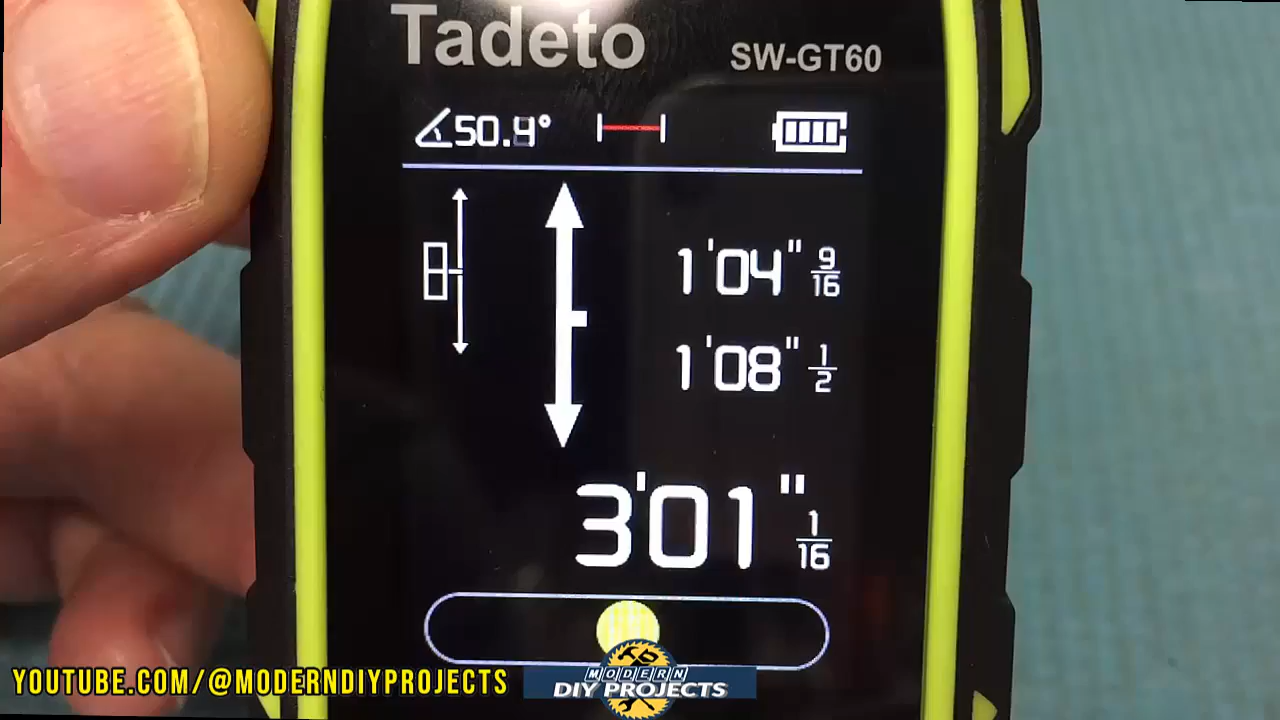 Tadeto
SW-GT60
50.9°
1'04" 9/16
1'08" 1/2
3'01" 1/16
YOUTUBE.COM/@MODERNDIYPROJECTS
MODERN
DIY PROJECTS